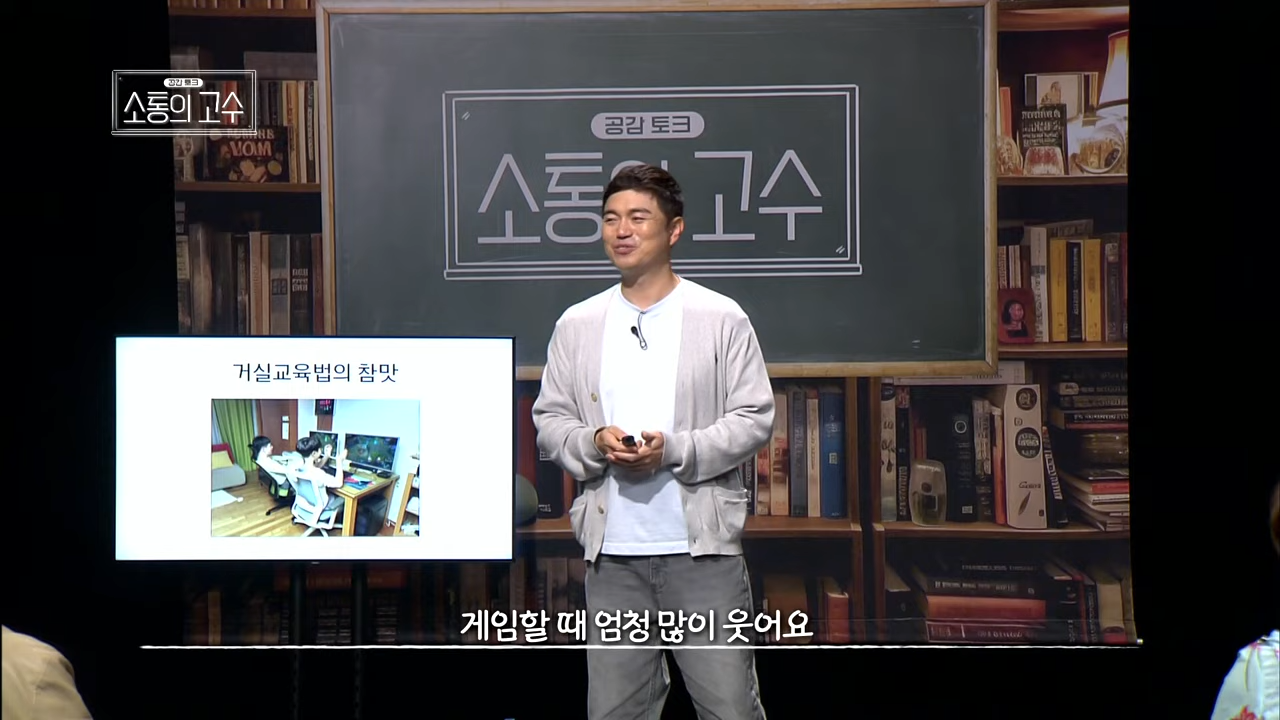 공감 토크
소통의 고수
공감 토크
소통의 고수
거실교육법의 참맛
게임할 때 엄청 많이 웃어요